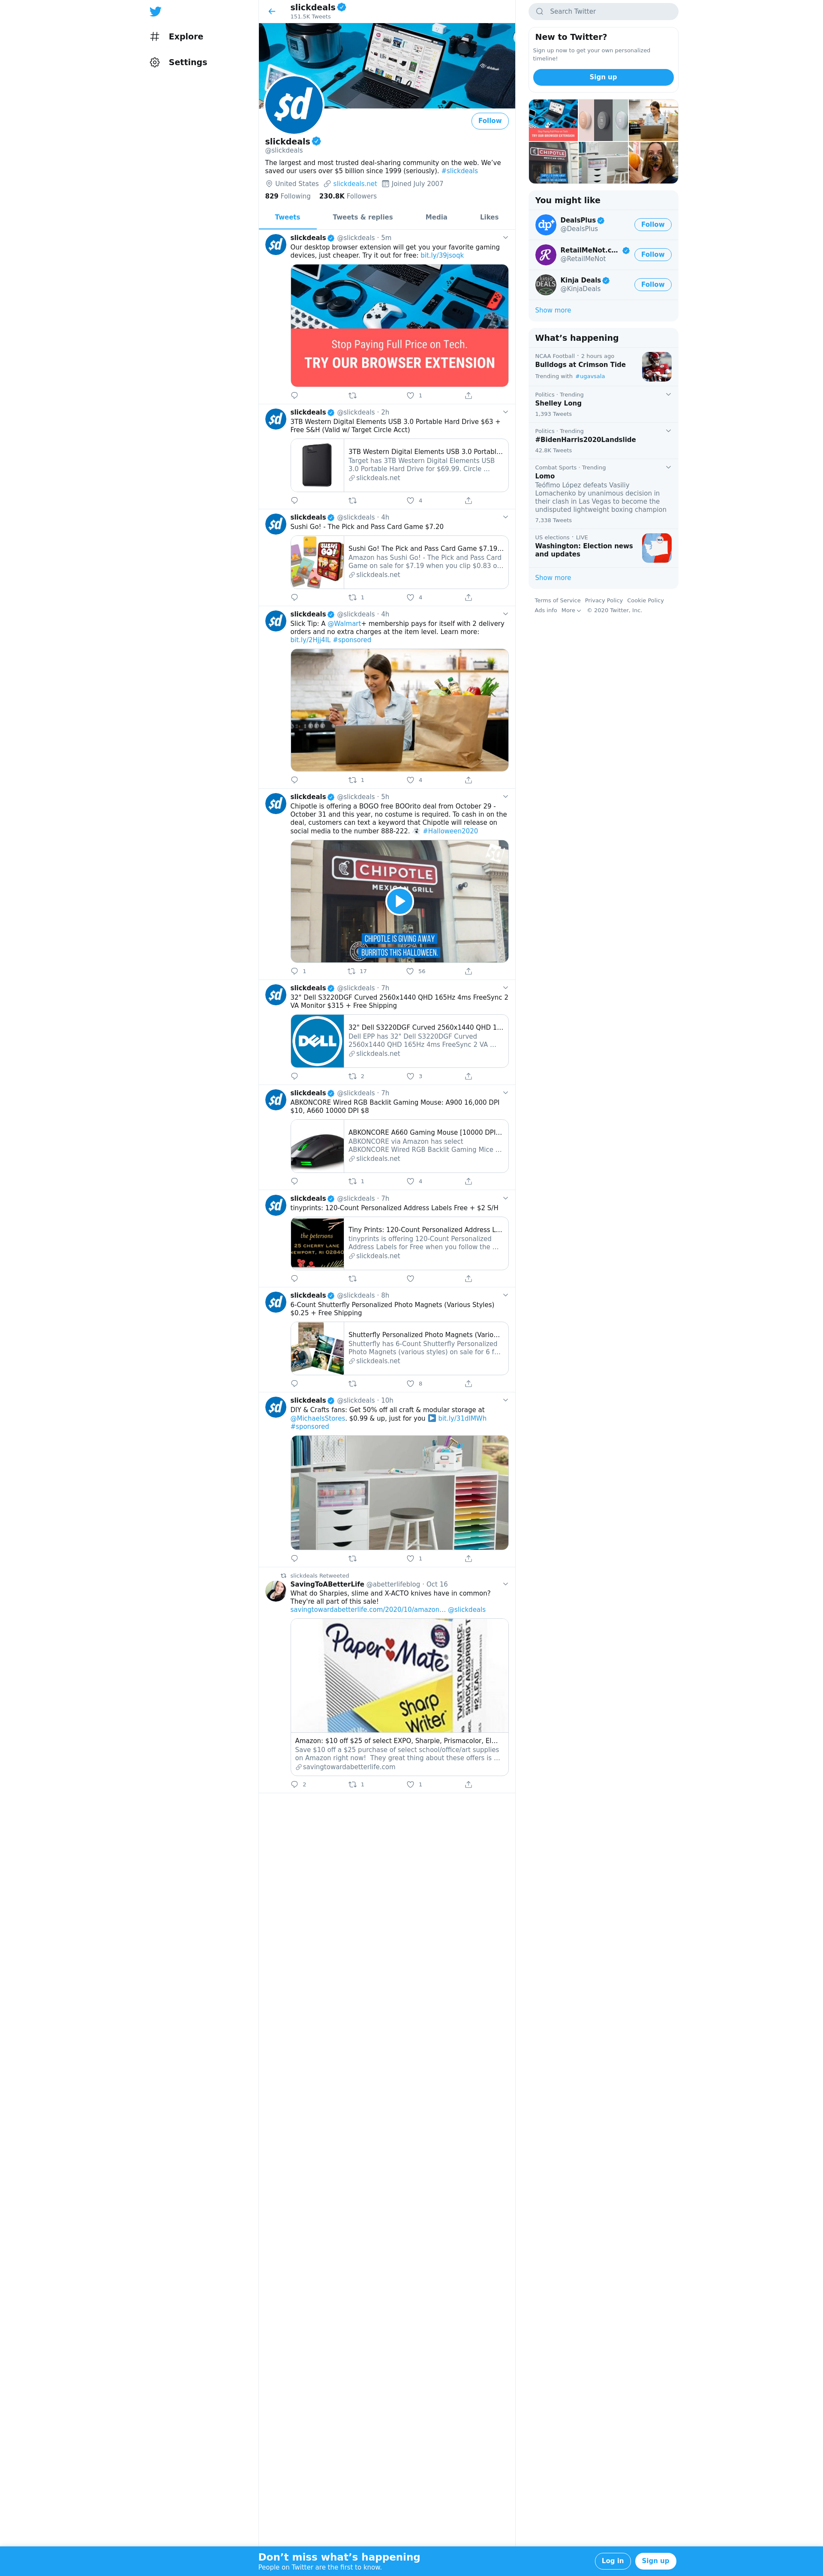 Explore
Settings
slickdeals
151.5K Tweets
$d
Follow
slickdeals
@slickdeals
The largest and most trusted deal-sharing community on the web. We've
saved our users over $5 billion since 1999 (seriously). #slickdeals
United States slickdeals.net Joined July 2007
829 Following 230.8K Followers
Tweets Tweets & replies Media Likes
slickdeals @slickdeals · 5m
Our desktop browser extension will get you your favorite gaming
devices, just cheaper. Try it out for free: bit.ly/39jsoqk
Stop Paying Full Price on Tech.
TRY OUR BROWSER EXTENSION
1
slickdeals @slickdeals · 2h
3TB Western Digital Elements USB 3.0 Portable Hard Drive $63 +
Free S&H (Valid w/ Target Circle Acct)
3TB Western Digital Elements USB 3.0 Portabl...
Target has 3TB Western Digital Elements USB
3.0 Portable Hard Drive for $69.99. Circle ...
slickdeals.net
4
slickdeals @slickdeals · 4h
Sushi Go! - The Pick and Pass Card Game $7.20
SUSHI GO!
Sushi Go! The Pick and Pass Card Game $7.19...
Amazon has Sushi Go! - The Pick and Pass Card
Game on sale for $7.19 when you clip $0.83 o...
slickdeals.net
1 4
slickdeals @slickdeals · 4h
Slick Tip: A @Walmart+ membership pays for itself with 2 delivery
orders and no extra charges at the item level. Learn more:
bit.ly/2Hjj4IL #sponsored
1 4
slickdeals @slickdeals · 5h
Chipotle is offering a BOGO free BOOrito deal from October 29 -
October 31 and this year, no costume is required. To cash in on the
deal, customers can text a keyword that Chipotle will release on
social media to the number 888-222. #Halloween2020
CHIPOTLE
MEXICAN GRILL
CHIPOTLE IS GIVING AWAY
BURRITOS THIS HALLOWEEN.
1 17 56
slickdeals @slickdeals · 7h
32" Dell S3220DGF Curved 2560x1440 QHD 165Hz 4ms FreeSync 2
VA Monitor $315 + Free Shipping
DELL
32" Dell S3220DGF Curved 2560x1440 QHD 1...
Dell EPP has 32" Dell S3220DGF Curved
2560x1440 QHD 165Hz 4ms FreeSync 2 VA ...
slickdeals.net
2 3
slickdeals @slickdeals · 7h
ABKONCORE Wired RGB Backlit Gaming Mouse: A900 16,000 DPI
$10, A660 10000 DPI $8
ABKONCORE A660 Gaming Mouse [10000 DPI...
ABKONCORE via Amazon has select
ABKONCORE Wired RGB Backlit Gaming Mice ...
slickdeals.net
1 4
slickdeals @slickdeals · 7h
tinyprints: 120-Count Personalized Address Labels Free + $2 S/H
the petersons
25 CHERRY LANE
NEWPORT, RI 02840
Tiny Prints: 120-Count Personalized Address L...
tinyprints is offering 120-Count Personalized
Address Labels for Free when you follow the ...
slickdeals.net
slickdeals @slickdeals · 8h
6-Count Shutterfly Personalized Photo Magnets (Various Styles)
$0.25 + Free Shipping
Shutterfly Personalized Photo Magnets (Vario...
Shutterfly has 6-Count Shutterfly Personalized
Photo Magnets (various styles) on sale for 6 f...
slickdeals.net
8
slickdeals @slickdeals · 10h
DIY & Crafts fans: Get 50% off all craft & modular storage at
@MichaelsStores, $0.99 & up, just for you bit.ly/31dIMWh
#sponsored
1
slickdeals Retweeted
SavingToABetterLife @abetterlifeblog · Oct 16
What do Sharpies, slime and X-ACTO knives have in common?
They're all part of this sale!
savingtowardabetterlife.com/2020/10/amazon... @slickdeals
Paper Mate
Sharp
Writer
TWIST TO ADVANCE
SHOCK ABSORBING T
#2 LEAD
Amazon: $10 off $25 of select EXPO, Sharpie, Prismacolor, El...
Save $10 off a $25 purchase of select school/office/art supplies
on Amazon right now! They great thing about these offers is ...
savingtowardabetterlife.com
2 1 1
Search Twitter
New to Twitter?
Sign up now to get your own personalized
timeline!
Sign up
You might like
DealsPlus
@DealsPlus
Follow
RetailMeNot.c...
@RetailMeNot
Follow
Kinja Deals
@KinjaDeals
Follow
Show more
What's happening
NCAA Football · 2 hours ago
Bulldogs at Crimson Tide
Trending with #ugavsala
Politics · Trending
Shelley Long
1,393 Tweets
Politics · Trending
#BidenHarris2020Landslide
42.8K Tweets
Combat Sports · Trending
Lomo
Teófimo López defeats Vasiliy
Lomachenko by unanimous decision in
their clash in Las Vegas to become the
undisputed lightweight boxing champion
7,338 Tweets
US elections · LIVE
Washington: Election news
and updates
Show more
Terms of Service Privacy Policy Cookie Policy
Ads info More © 2020 Twitter, Inc.
Don't miss what's happening
People on Twitter are the first to know.
Log in
Sign up